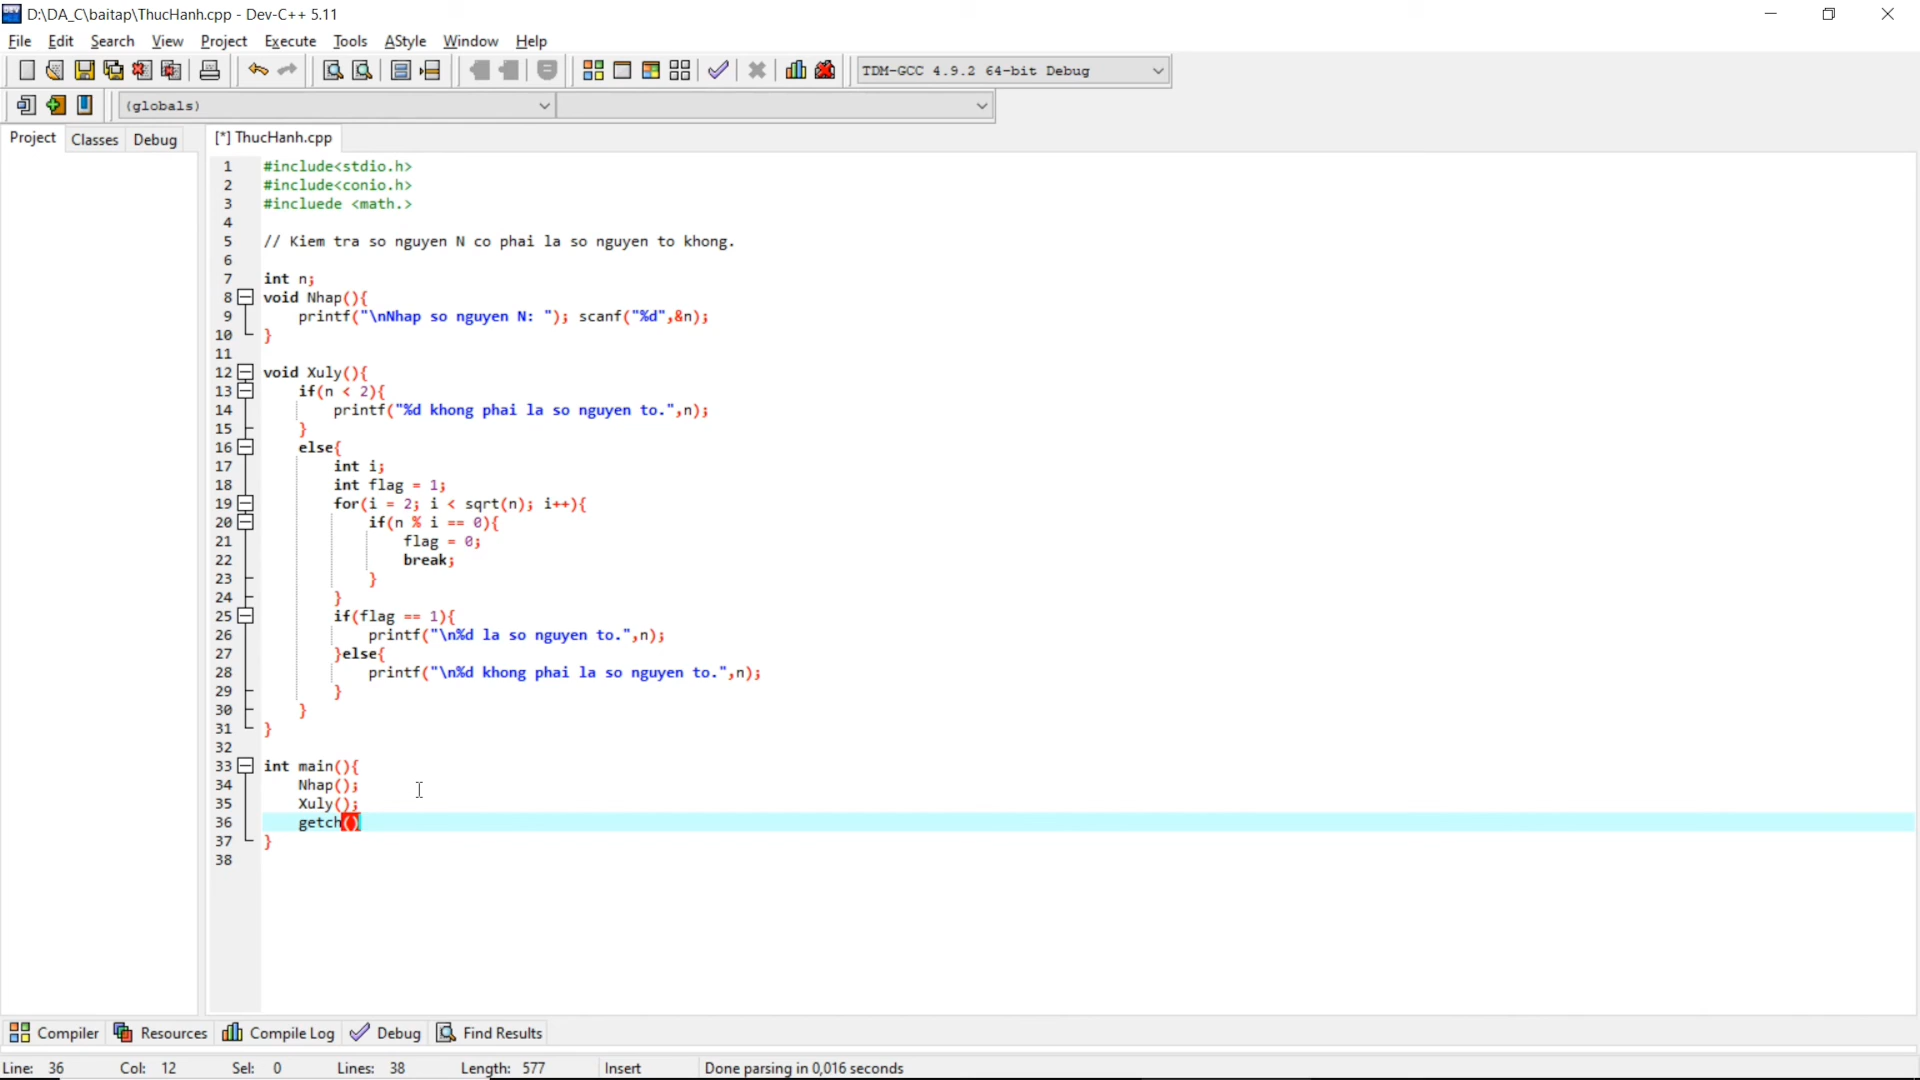 D:\DA_C\baitap\ThucHanh.cpp - Dev-C++ 5.11
File Edit Search View Project Execute Tools AStyle Window Help
TDM-GCC 4.9.2 64-bit Debug
(globals)
Project Classes Debug [*] ThucHanh.cpp
1 #include<stdio.h>
2 #include<conio.h>
3 #incluede <math.>
4
5 // Kiem tra so nguyen N co phai la so nguyen to khong.
6
7 int n;
8 void Nhap(){
9 printf("\nNhap so nguyen N: "); scanf("%d",&n);
10 }
11
12 void Xuly(){
13 if(n < 2){
14 printf("%d khong phai la so nguyen to.",n);
15 }
16 else{
17 int i;
18 int flag = 1;
19 for(i = 2; i < sqrt(n); i++){
20 if(n % i == 0){
21 flag = 0;
22 break;
23 }
24 }
25 if(flag == 1){
26 printf("\n%d la so nguyen to.",n);
27 }else{
28 printf("\n%d khong phai la so nguyen to.",n);
29 }
30 }
31 }
32
33 int main(){
34 Nhap();
35 Xuly();
36 getch()
37 }
38
Compiler Resources Compile Log Debug Find Results
Line: 36 Col: 12 Sel: 0 Lines: 38 Length: 577 Insert Done parsing in 0,016 seconds